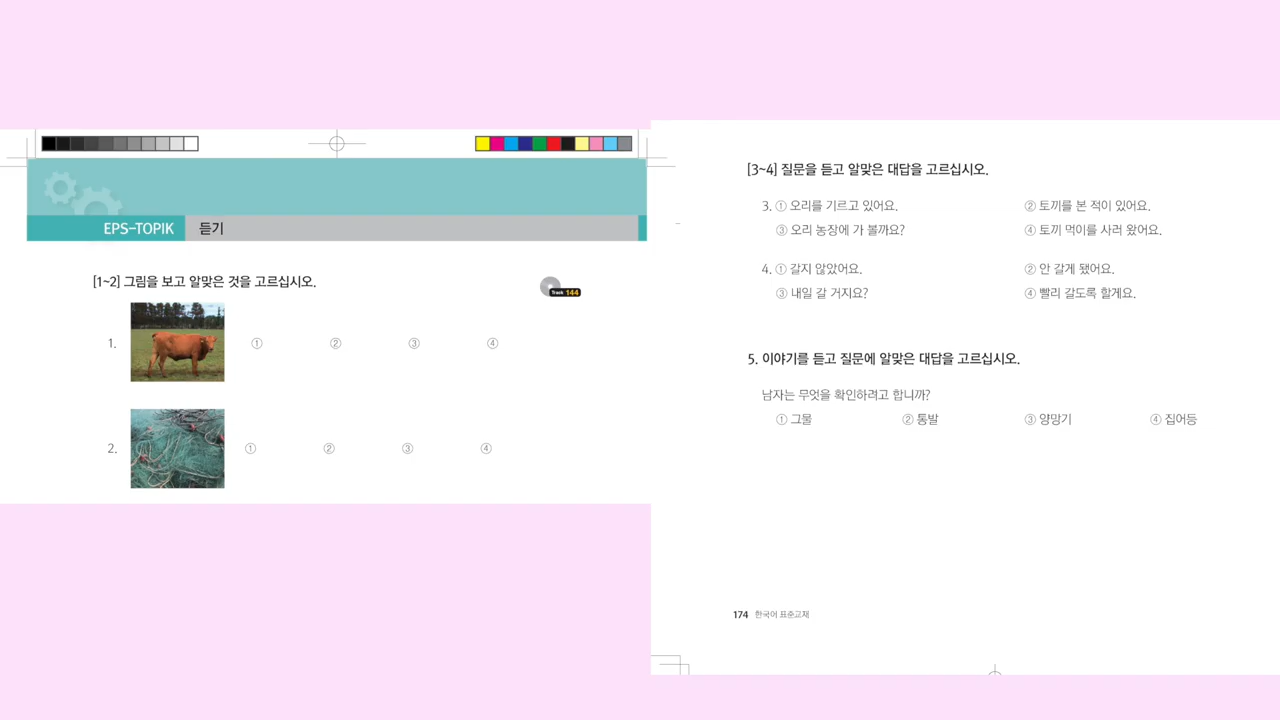 EPS-TOPIK 듣기
[1~2] 그림을 보고 알맞은 것을 고르십시오.
Track 144
1. ① ② ③ ④
2. ① ② ③ ④
[3~4] 질문을 듣고 알맞은 대답을 고르십시오.
3. ① 오리를 기르고 있어요. ② 토끼를 본 적이 있어요.
③ 오리 농장에 가 볼까요? ④ 토끼 먹이를 사러 왔어요.
4. ① 갈지 않았어요. ② 안 갈게 됐어요.
③ 내일 갈 거지요? ④ 빨리 갈도록 할게요.
5. 이야기를 듣고 질문에 알맞은 대답을 고르십시오.
남자는 무엇을 확인하려고 합니까?
① 그물 ② 통발 ③ 양망기 ④ 집어등
174 한국어 표준교재